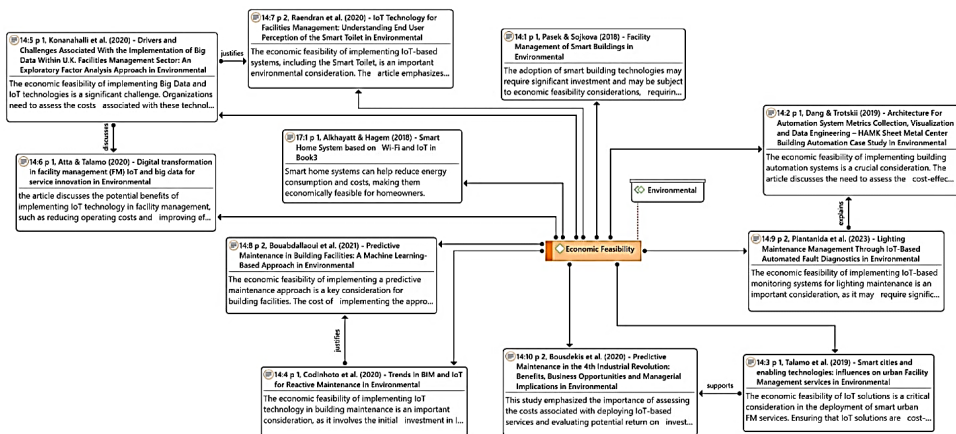 14:7 p 2, Raendran et al. (2020) - IoT Technology for
Facilities Management: Understanding End User
Perception of the Smart Toilet in Environmental
The economic feasibility of implementing IoT-based
systems, including the Smart Toilet, is an important
environmental consideration. The article emphasizes...
14:5 p 1, Konanahalli et al. (2020) - Drivers and
Challenges Associated With the Implementation of Big
Data Within U.K. Facilities Management Sector: An
Exploratory Factor Analysis Approach in Environmental
The economic feasibility of implementing Big Data and
IoT technologies is a significant challenge. Organizations
need to assess the costs associated with these technol...
justifies
14:1 p 1, Pasek & Sojkova (2018) - Facility
Management of Smart Buildings in
Environmental
The adoption of smart building technologies may
require significant investment and may be subject
to economic feasibility considerations, requirin...
14:2 p 1, Dang & Trotskii (2019) - Architecture For
Automation System Metrics Collection, Visualization
and Data Engineering – HAMK Sheet Metal Center
Building Automation Case Study in Environmental
The economic feasibility of implementing building
automation systems is a crucial consideration. The
article discusses the need to assess the cost-effec...
discusses
17:1 p 1, Alkhayatt & Hagem (2018) - Smart
Home System based on Wi-Fi and IoT in
Book3
Smart home systems can help reduce energy
consumption and costs, making them
economically feasible for homeowners.
14:6 p 1, Atta & Talamo (2020) - Digital transformation
in facility management (FM) IoT and big data for
service innovation in Environmental
the article discusses the potential benefits of
implementing IoT technology in facility management,
such as reducing operating costs and improving ef...
Environmental
explains
Economic Feasibility
14:8 p 2, Bouabdallaoui et al. (2021) - Predictive
Maintenance in Building Facilities: A Machine Learning-
Based Approach in Environmental
The economic feasibility of implementing a predictive
maintenance approach is a key consideration for
building facilities. The cost of implementing the appro...
14:9 p 2, Piantanida et al. (2023) - Lighting
Maintenance Management Through IoT-Based
Automated Fault Diagnostics in Environmental
The economic feasibility of implementing IoT-based
monitoring systems for lighting maintenance is an
important consideration, as it may require signific...
justifies
14:4 p 1, Codinhoto et al. (2020) - Trends in BIM and IoT
for Reactive Maintenance in Environmental
The economic feasibility of implementing IoT
technology in building maintenance is an important
consideration, as it involves the initial investment in I...
14:10 p 2, Bousdekis et al. (2020) - Predictive
Maintenance in the 4th Industrial Revolution:
Benefits, Business Opportunities and Managerial
Implications in Environmental
This study emphasized the importance of assessing
the costs associated with deploying IoT-based
services and evaluating potential return on invest...
supports
14:3 p 1, Talamo et al. (2019) - Smart cities and
enabling technologies: influences on urban Facility
Management services in Environmental
The economic feasibility of IoT solutions is a critical
consideration in the deployment of smart urban
FM services. Ensuring that IoT solutions are cost-...